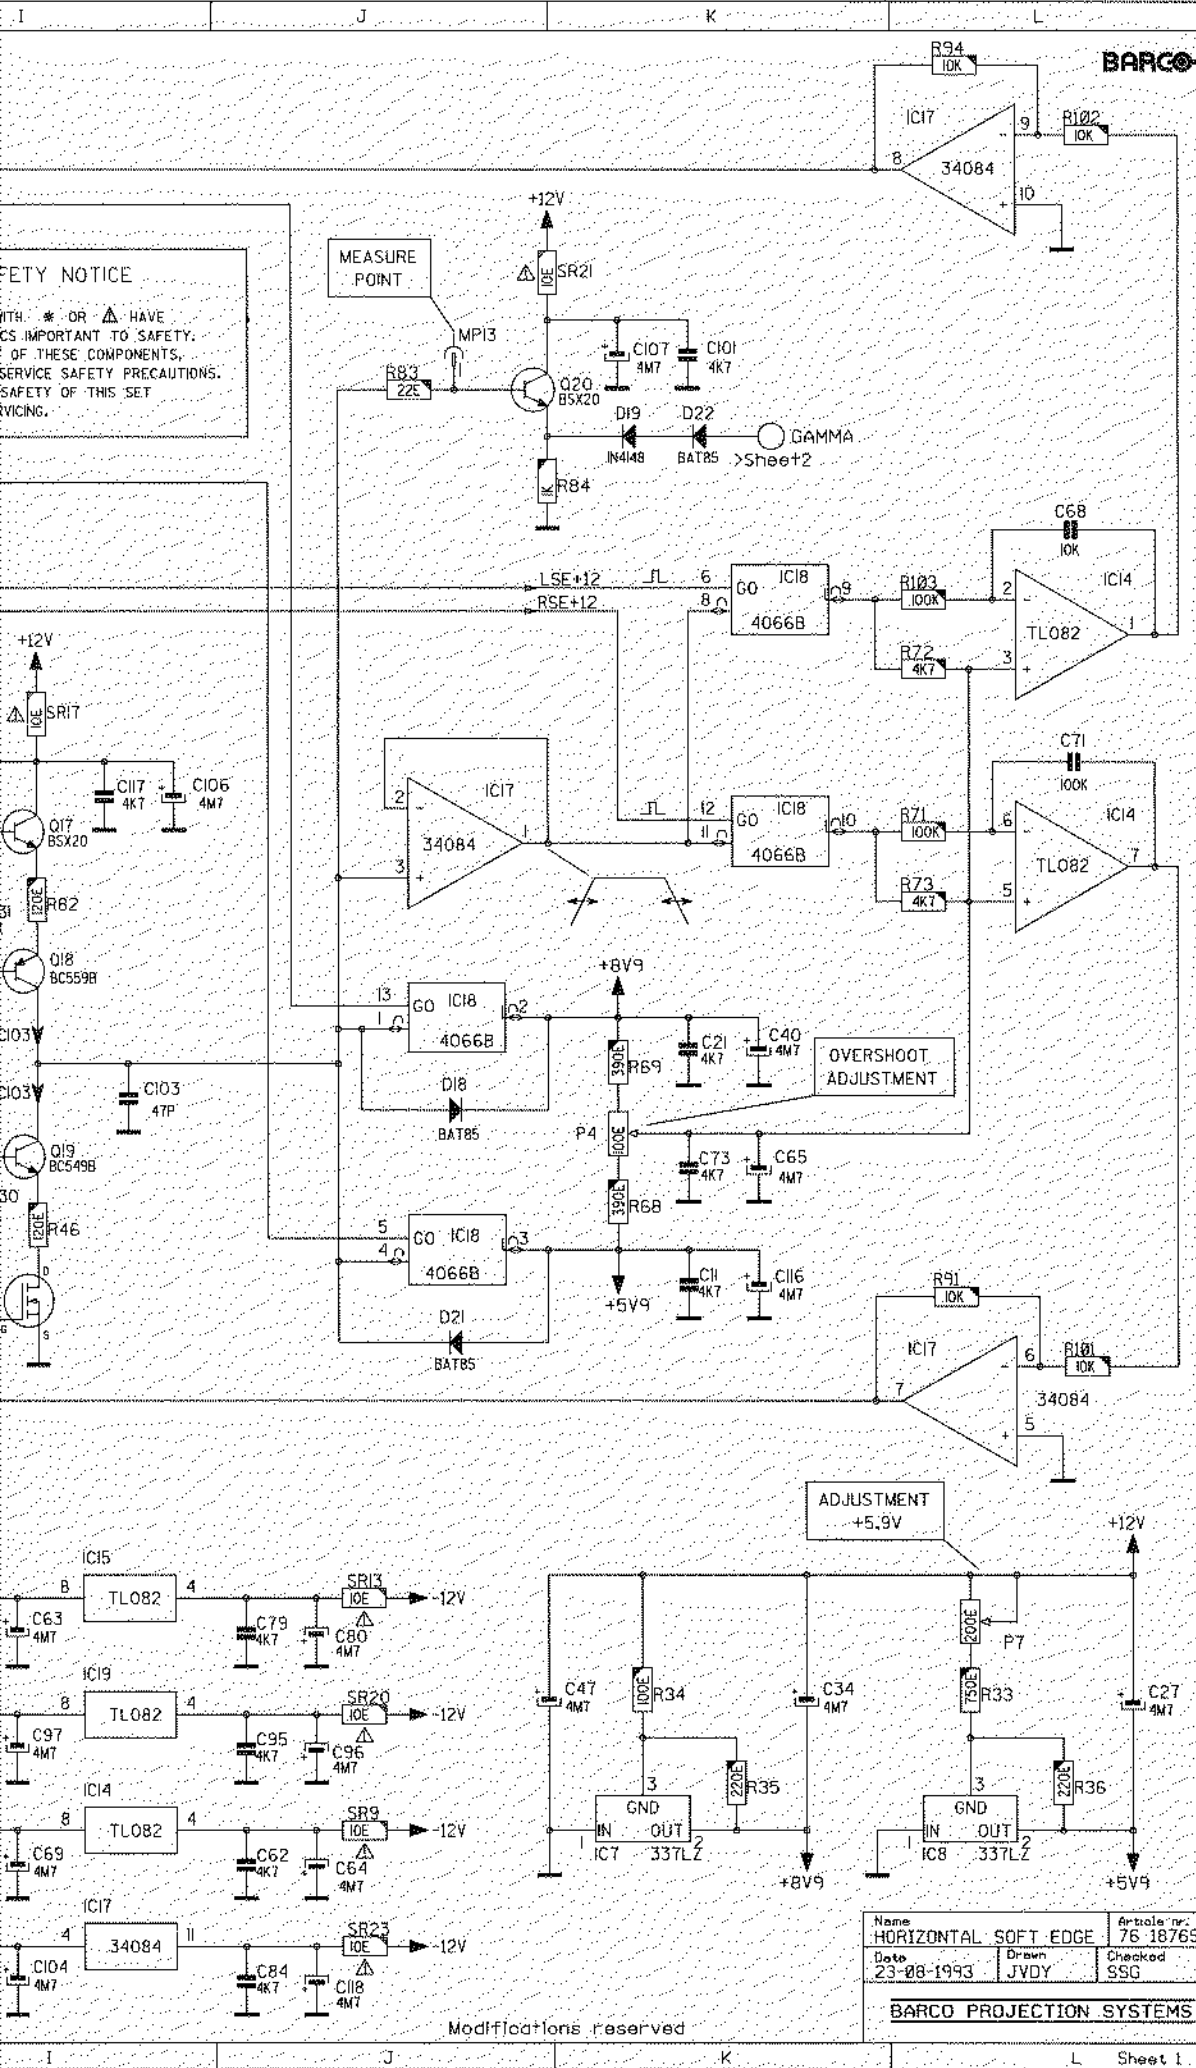 I J K L
BARCO
R94
10K
IC17
9
R102
10K
8
34084
10
+12V
FETY NOTICE
MEASURE
POINT
10E
SR21
ITH * OR ⚠ HAVE
CS IMPORTANT TO SAFETY.
OF THESE COMPONENTS,
SERVICE SAFETY PRECAUTIONS.
SAFETY OF THIS SET
RVICING.
MP13
1
C107
4M7
C101
4K7
R83
22E
Q20
BSX20
D19
1N4148
D22
BAT85
GAMMA
>Sheet2
1K
R84
C68
10K
LSE+12
RSE+12
6
8
GO
IC18
4066B
9
R103
100K
2
IC14
TL082
1
R72
4K7
3
+12V
10E
SR17
C117
4K7
C106
4M7
C71
100K
Q17
BSX20
2
IC17
34084
1
3
12
11
GO
IC18
4066B
10
R71
100K
6
IC14
TL082
7
R73
4K7
5
120E
R82
31
Q18
BC559B
+8V9
13
1
GO
IC18
4066B
2
C103
390E
R69
C21
4K7
C40
4M7
OVERSHOOT
ADJUSTMENT
C103
C103
47P
D18
BAT85
P4
100E
Q19
BC549B
C73
4K7
C65
4M7
30
120E
R46
390E
R68
5
4
GO
IC18
4066B
3
D
G
S
+5V9
C11
4K7
C116
4M7
D21
BAT85
R91
10K
IC17
6
R101
10K
7
34084
5
ADJUSTMENT
+5,9V
+12V
IC15
8
TL082
4
SR13
10E
-12V
C63
4M7
C79
4K7
C80
4M7
200E
P7
IC19
8
TL082
4
SR20
10E
-12V
C97
4M7
C95
4K7
C96
4M7
C47
4M7
100E
R34
C34
4M7
750E
R33
C27
4M7
IC14
8
TL082
4
SR9
10E
-12V
C69
4M7
C62
4K7
C64
4M7
3
220E
R35
GND
1
IN
OUT
2
IC7
337LZ
+8V9
3
220E
R36
GND
1
IN
OUT
2
IC8
337LZ
+5V9
IC17
4
34084
11
SR23
10E
-12V
C104
4M7
C84
4K7
C118
4M7
Name
HORIZONTAL SOFT EDGE
Article nr.
76 18765
Date
23-08-1993
Drawn
JVDY
Checked
SSG
BARCO PROJECTION SYSTEMS
Modifications reserved
I J K L Sheet 1